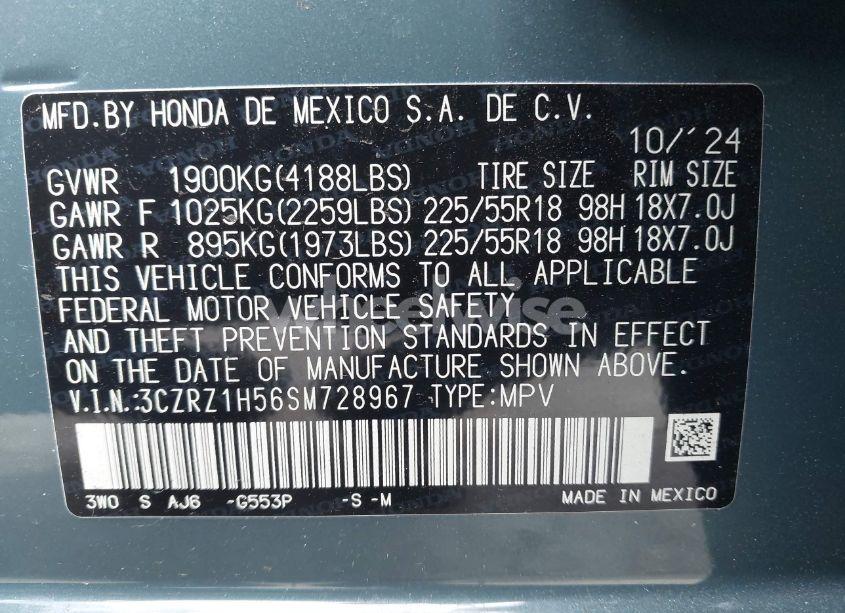 MFD.BY HONDA DE MEXICO S.A. DE C.V.
10/'24
GVWR 1900KG(4188LBS) TIRE SIZE RIM SIZE
GAWR F 1025KG(2259LBS) 225/55R18 98H 18X7.0J
GAWR R 895KG(1973LBS) 225/55R18 98H 18X7.0J
THIS VEHICLE CONFORMS TO ALL APPLICABLE
FEDERAL MOTOR VEHICLE SAFETY
AND THEFT PREVENTION STANDARDS IN EFFECT
ON THE DATE OF MANUFACTURE SHOWN ABOVE.
V.I.N.:3CZRZ1H56SM728967 TYPE:MPV
3WO S AJ6 -G553P -S -M MADE IN MEXICO
wheelwise